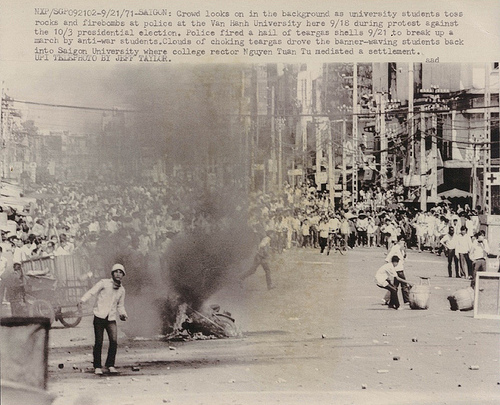 NXP/SGP092102-9/21/71-SAIGON: Crowd looks on in the background as university students toss
rocks and firebombs at police at the Van Hanh University here 9/18 during protest against
the 10/3 presidential election. Police fired a hail of teargas shells 9/21 to break up a
march by anti-war students.Clouds of choking teargas drove the banner-waving students back
into Saigon University where college rector Nguyen Tuan Tu mediated a settlement.
UPI TELEPHOTO BY JEFF TAYLOR. sad